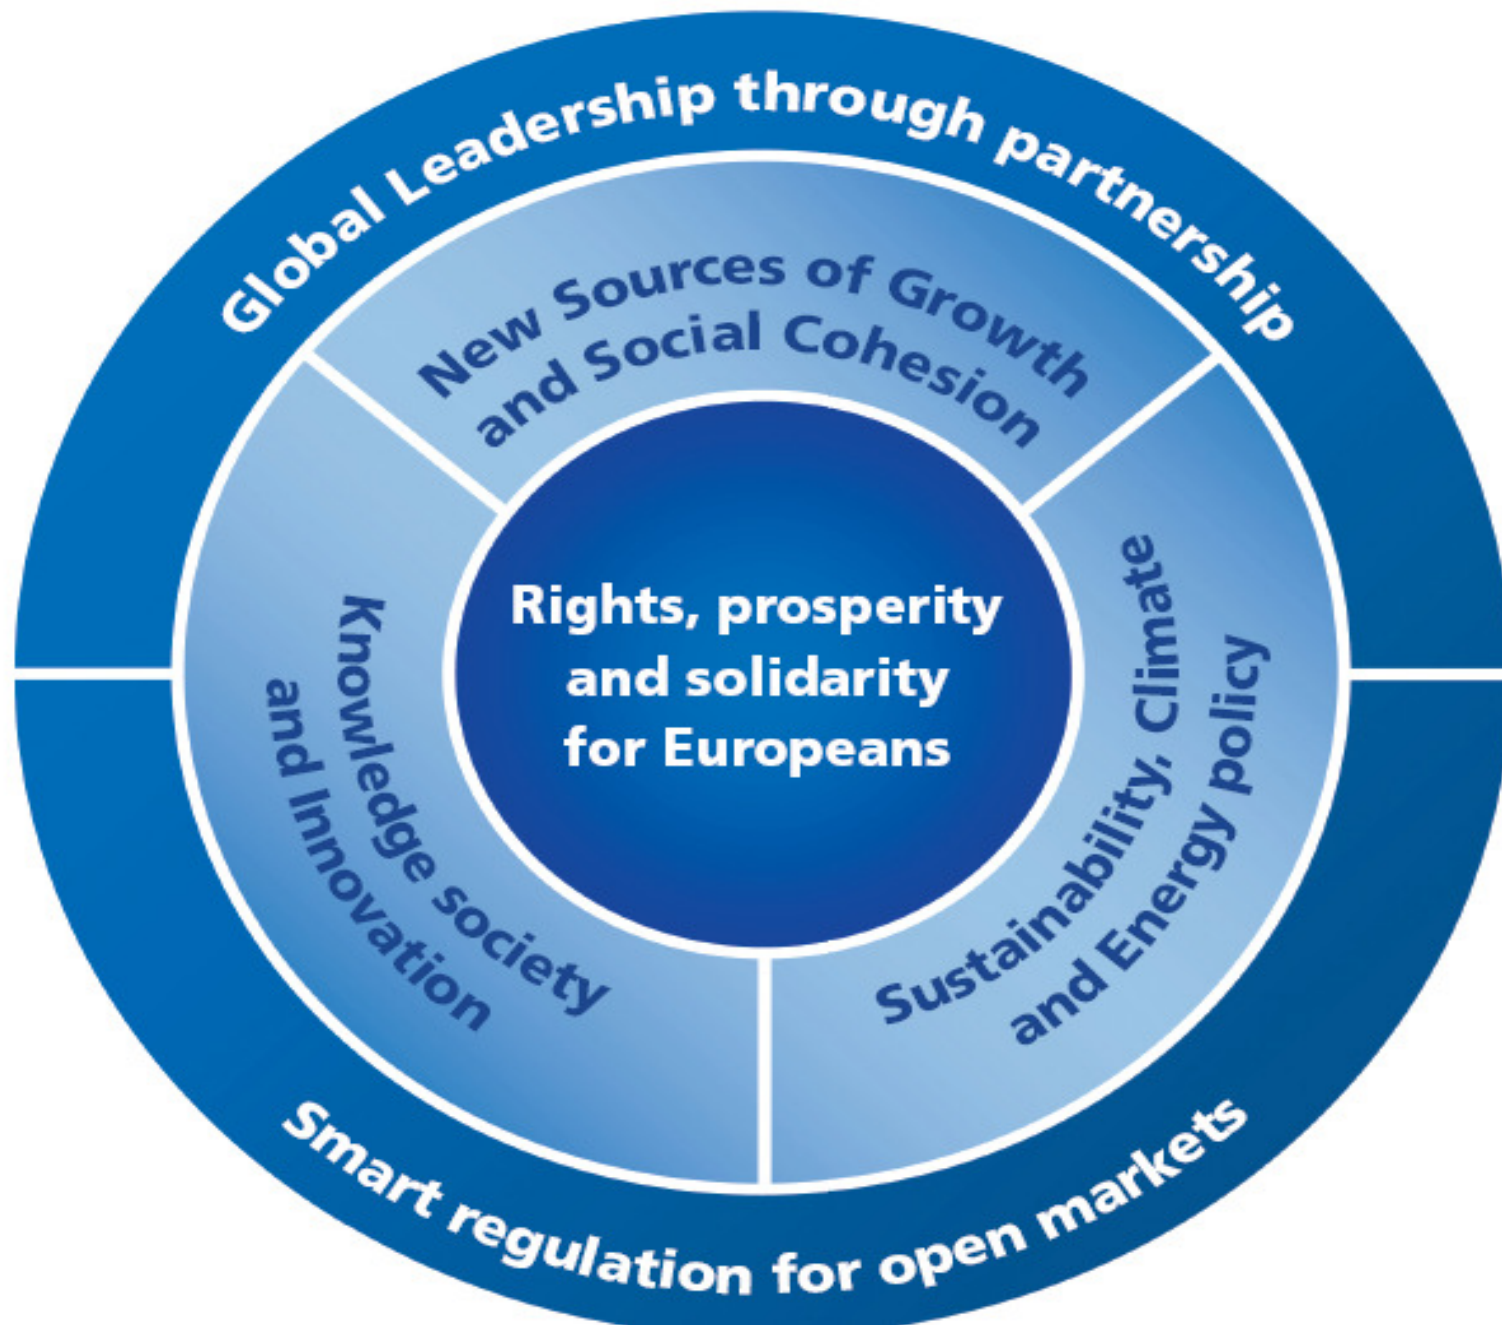 Global Leadership through partnership
New Sources of Growth
and Social Cohesion
Rights, prosperity
and solidarity
for Europeans
Knowledge society
and Innovation
Sustainability, Climate
and Energy policy
Smart regulation for open markets